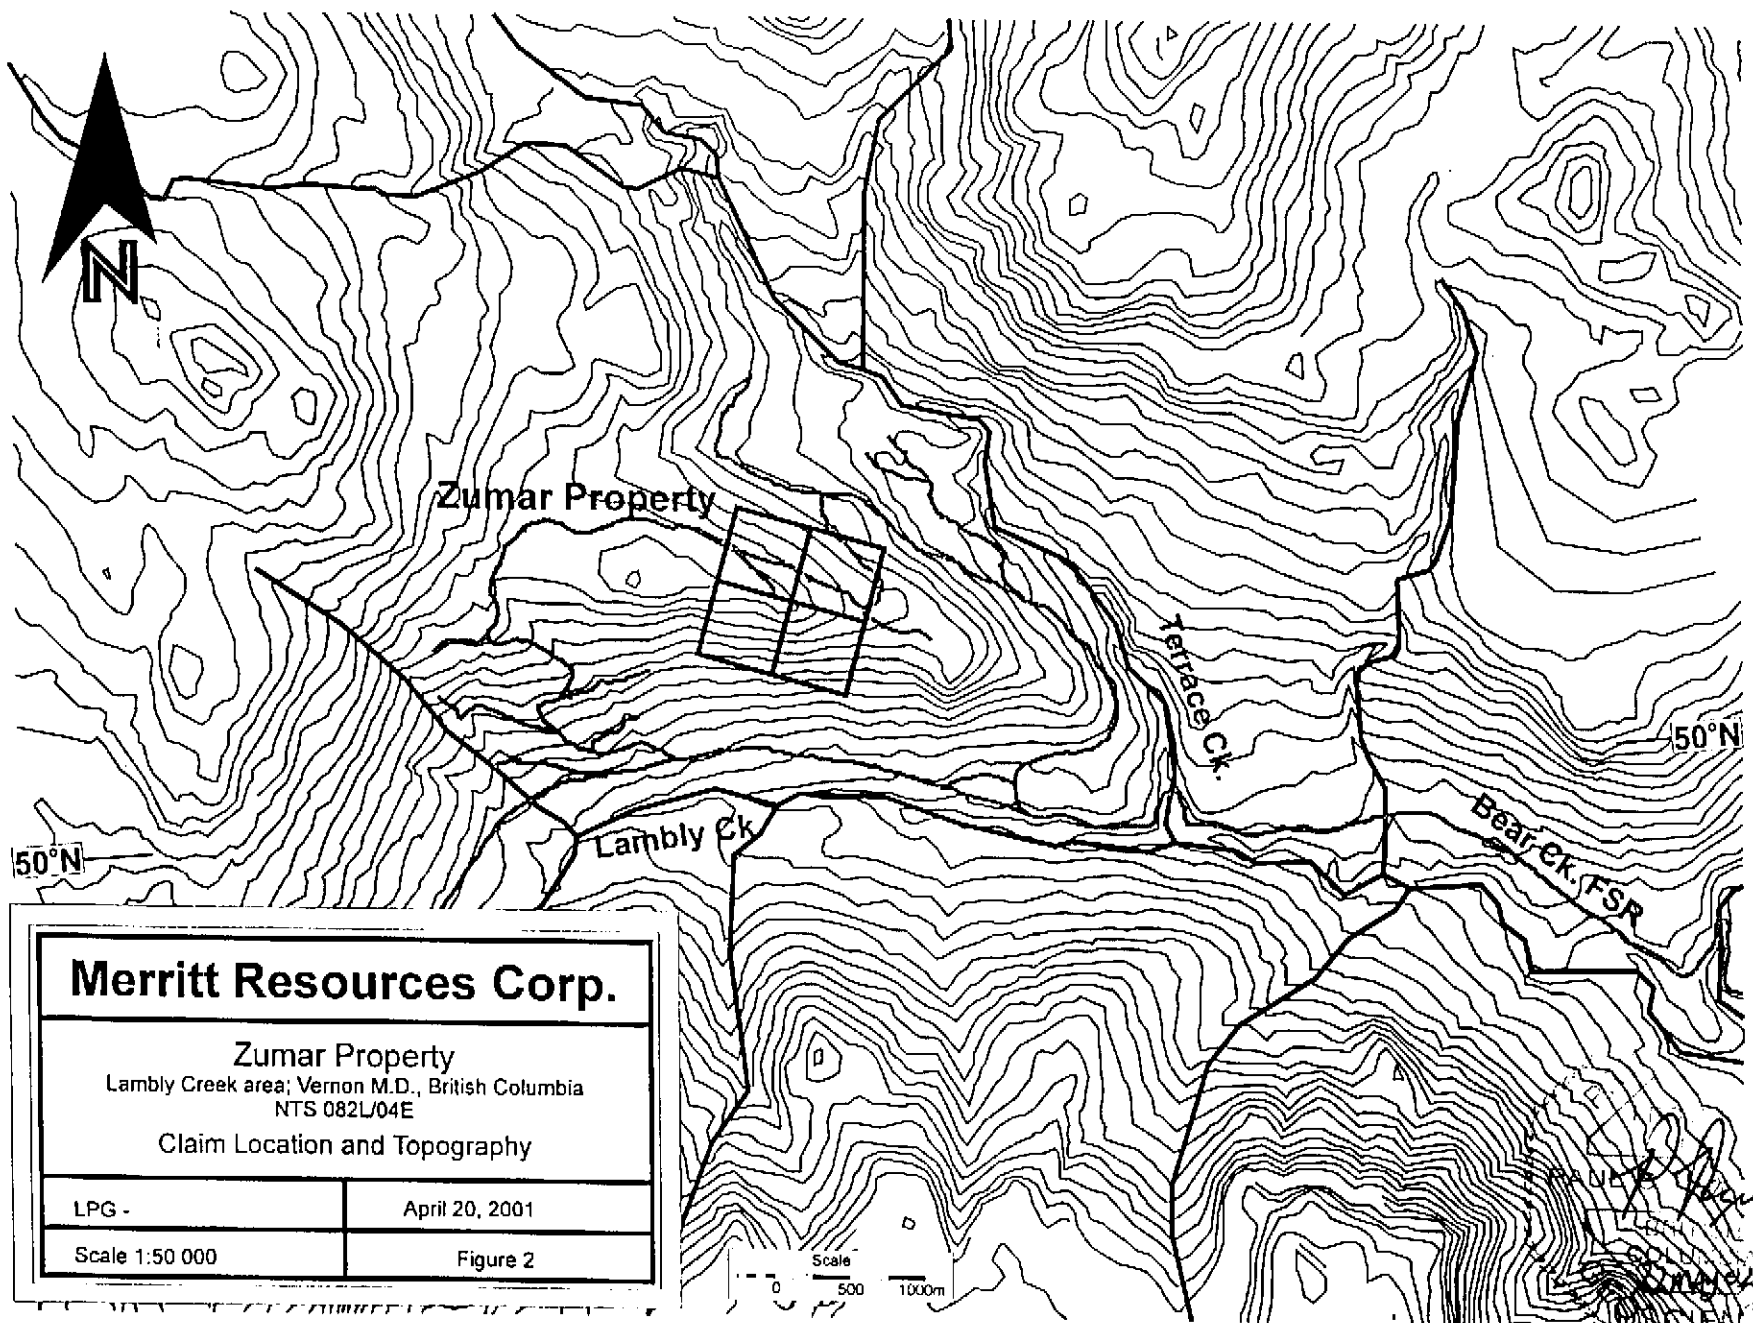 N
Zumar Property
Terrace Ck.
50°N
Bear Ck. FSR
Lambly Ck
50°N
Merritt Resources Corp.
Zumar Property
Lambly Creek area; Vernon M.D., British Columbia
NTS 082L/04E
Claim Location and Topography
LPG -
April 20, 2001
Scale 1:50 000
Figure 2
Scale
0 500 1000m
PAUL